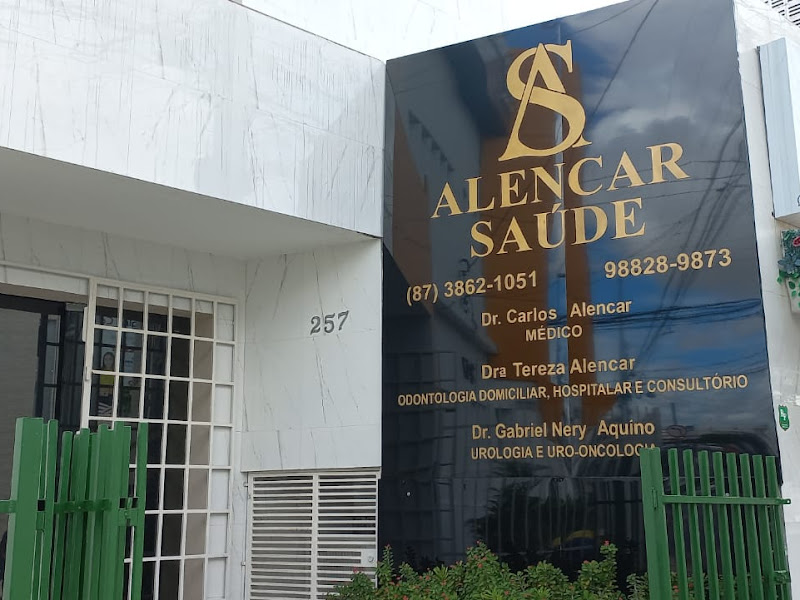 SA
ALENCAR
SAÚDE
(87) 3862-1051 98828-9873
Dr. Carlos Alencar
MÉDICO
Dra Tereza Alencar
ODONTOLOGIA DOMICILIAR, HOSPITALAR E CONSULTÓRIO
Dr. Gabriel Nery Aquino
UROLOGIA E URO-ONCOLOGIA
257